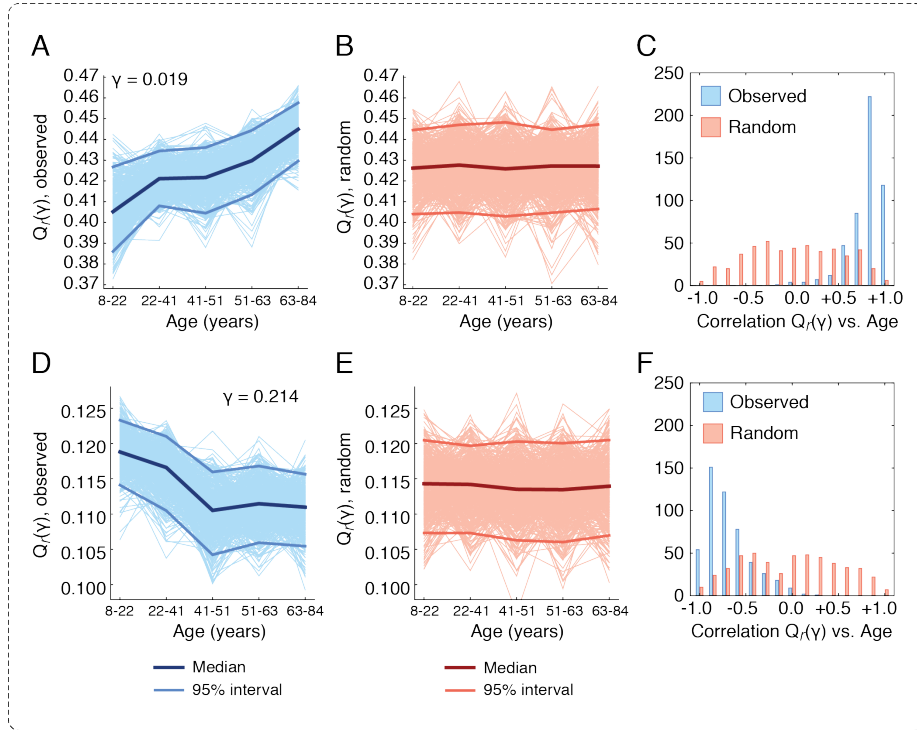 A
B
C
γ = 0.019
0.47
0.46
0.45
0.44
0.43
0.42
0.41
0.40
0.39
0.38
0.37
Qᵣ(γ), observed
8-22 22-41 41-51 51-63 63-84
Age (years)
0.47
0.46
0.45
0.44
0.43
0.42
0.41
0.40
0.39
0.38
0.37
Qᵣ(γ), random
8-22 22-41 41-51 51-63 63-84
Age (years)
250
200
150
100
50
0
Observed
Random
-1.0 -0.5 0.0 +0.5 +1.0
Correlation Qᵣ(γ) vs. Age
D
E
F
γ = 0.214
0.125
0.120
0.115
0.110
0.105
0.100
Qᵣ(γ), observed
8-22 22-41 41-51 51-63 63-84
Age (years)
0.125
0.120
0.115
0.110
0.105
0.100
Qᵣ(γ), random
8-22 22-41 41-51 51-63 63-84
Age (years)
250
200
150
100
50
0
Observed
Random
-1.0 -0.5 0.0 +0.5 +1.0
Correlation Qᵣ(γ) vs. Age
Median
95% interval
Median
95% interval